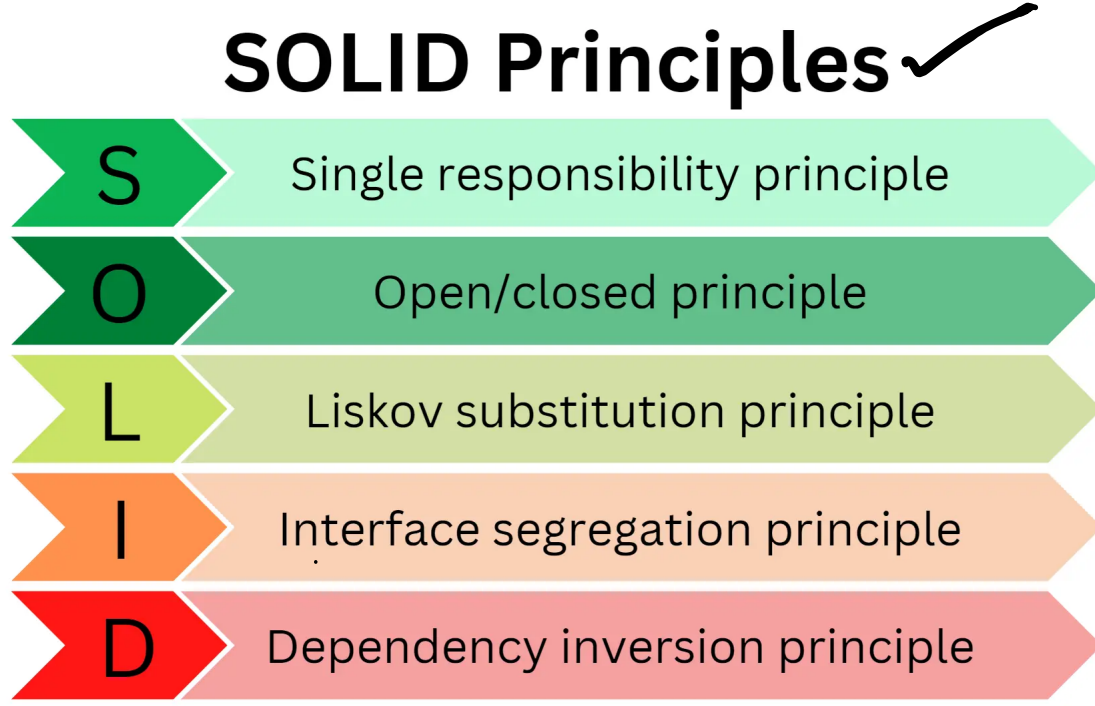 SOLID Principles
S Single responsibility principle
O Open/closed principle
L Liskov substitution principle
I Interface segregation principle
D Dependency inversion principle